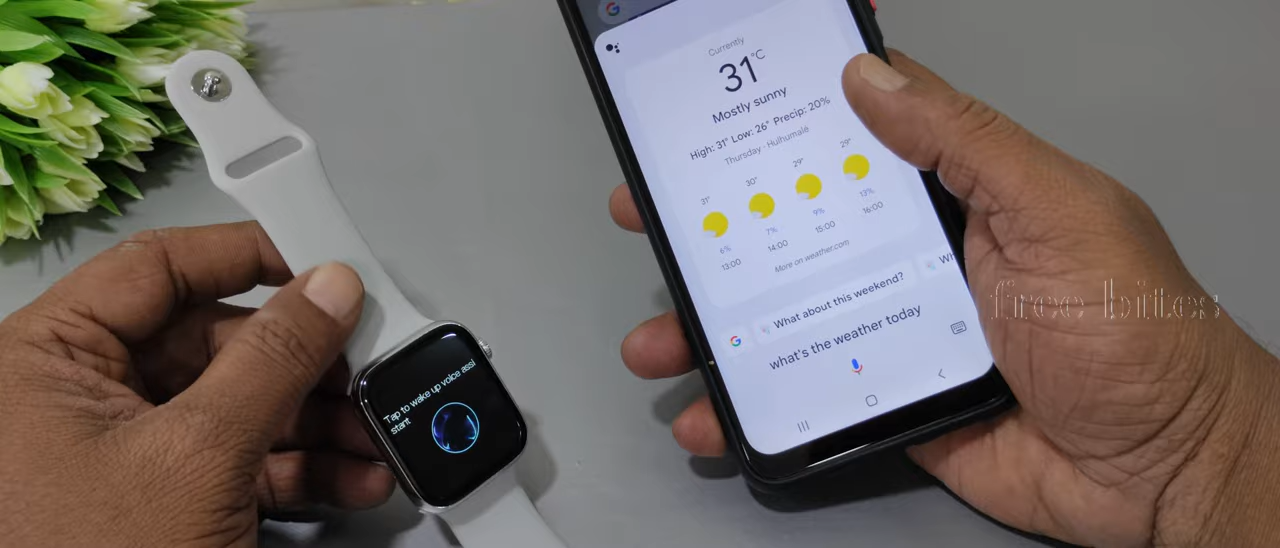 Tap to wake up voice assi
start
Currently
31°C
Mostly sunny
High: 31° Low: 26° Precip: 20%
Thursday · Hulhumalé
31° 30° 29° 29°
6% 7% 9% 13%
13:00 14:00 15:00 16:00
More on weather.com
What about this weekend?
what's the weather today
free bites